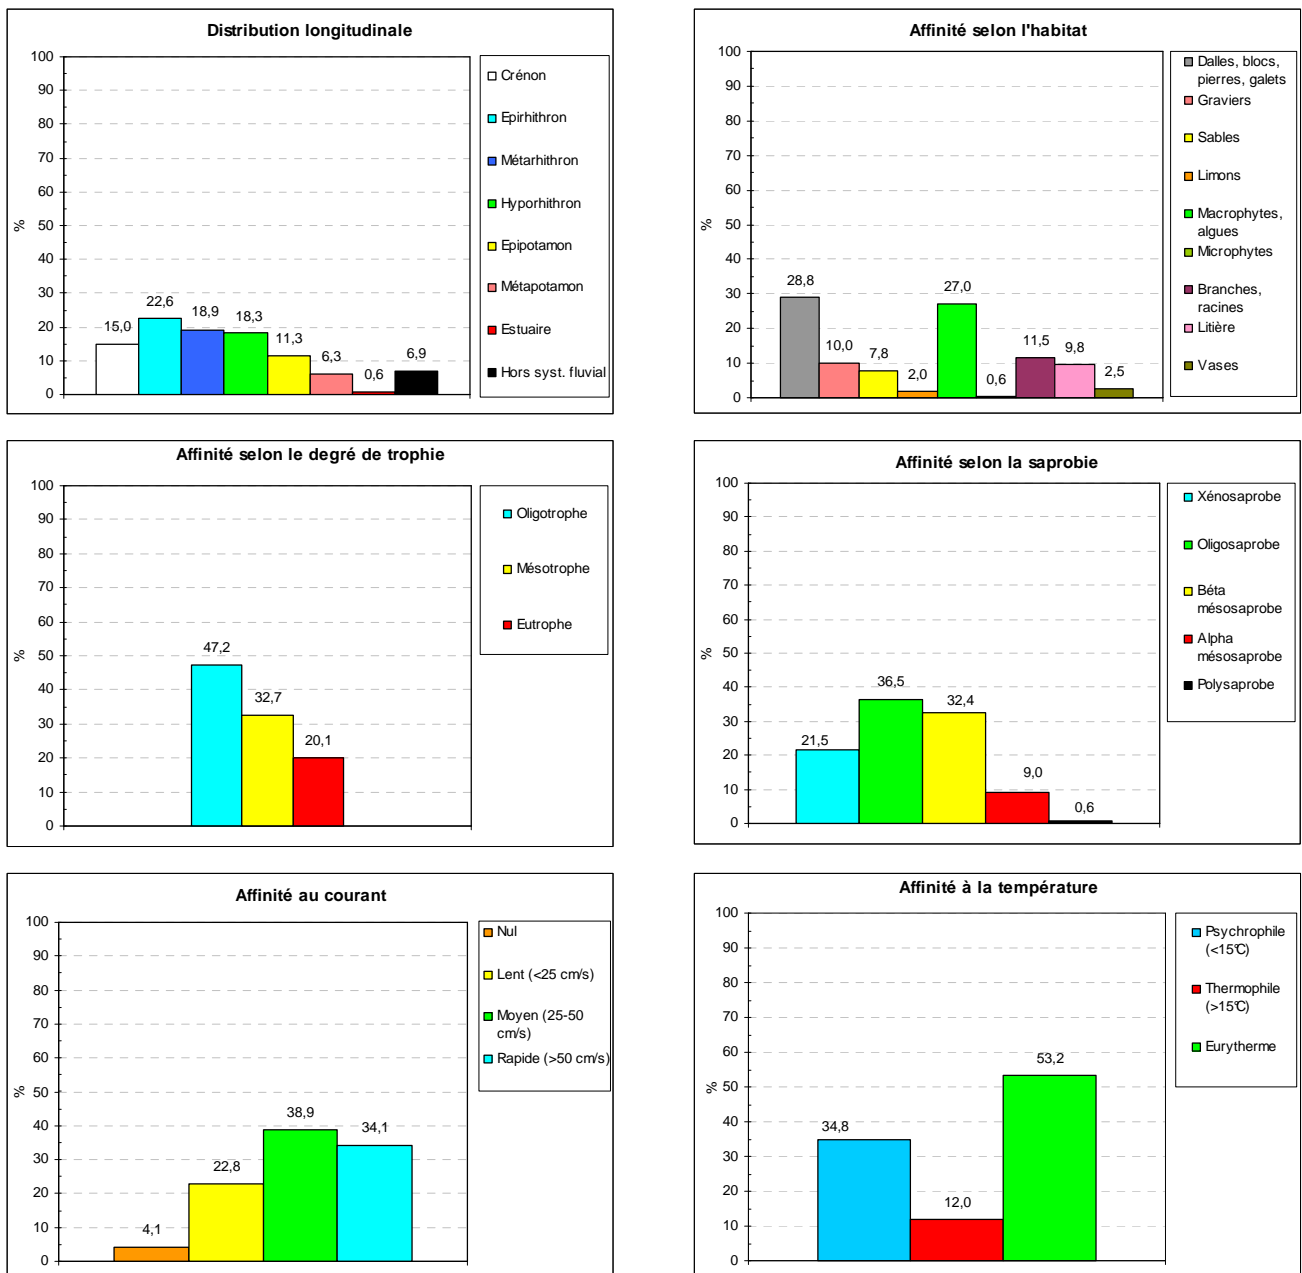 Distribution longitudinale
100
90
80
70
60
50
40
30
20
10
0
%
15,0
22,6
18,9
18,3
11,3
6,3
0,6
6,9
Crénon
Epirhithron
Métarhithron
Hyporhithron
Epipotamon
Métapotamon
Estuaire
Hors syst. fluvial
Affinité selon l'habitat
100
90
80
70
60
50
40
30
20
10
0
%
28,8
10,0
7,8
2,0
27,0
0,6
11,5
9,8
2,5
Dalles, blocs,
pierres, galets
Graviers
Sables
Limons
Macrophytes,
algues
Microphytes
Branches,
racines
Litière
Vases
Affinité selon le degré de trophie
100
90
80
70
60
50
40
30
20
10
0
%
47,2
32,7
20,1
Oligotrophe
Mésotrophe
Eutrophe
Affinité selon la saprobie
100
90
80
70
60
50
40
30
20
10
0
%
21,5
36,5
32,4
9,0
0,6
Xénosaprobe
Oligosaprobe
Béta
mésosaprobe
Alpha
mésosaprobe
Polysaprobe
Affinité au courant
100
90
80
70
60
50
40
30
20
10
0
%
4,1
22,8
38,9
34,1
Nul
Lent (<25 cm/s)
Moyen (25-50
cm/s)
Rapide (>50 cm/s)
Affinité à la température
100
90
80
70
60
50
40
30
20
10
0
%
34,8
12,0
53,2
Psychrophile
(<15°C)
Thermophile
(>15°C)
Eurytherme